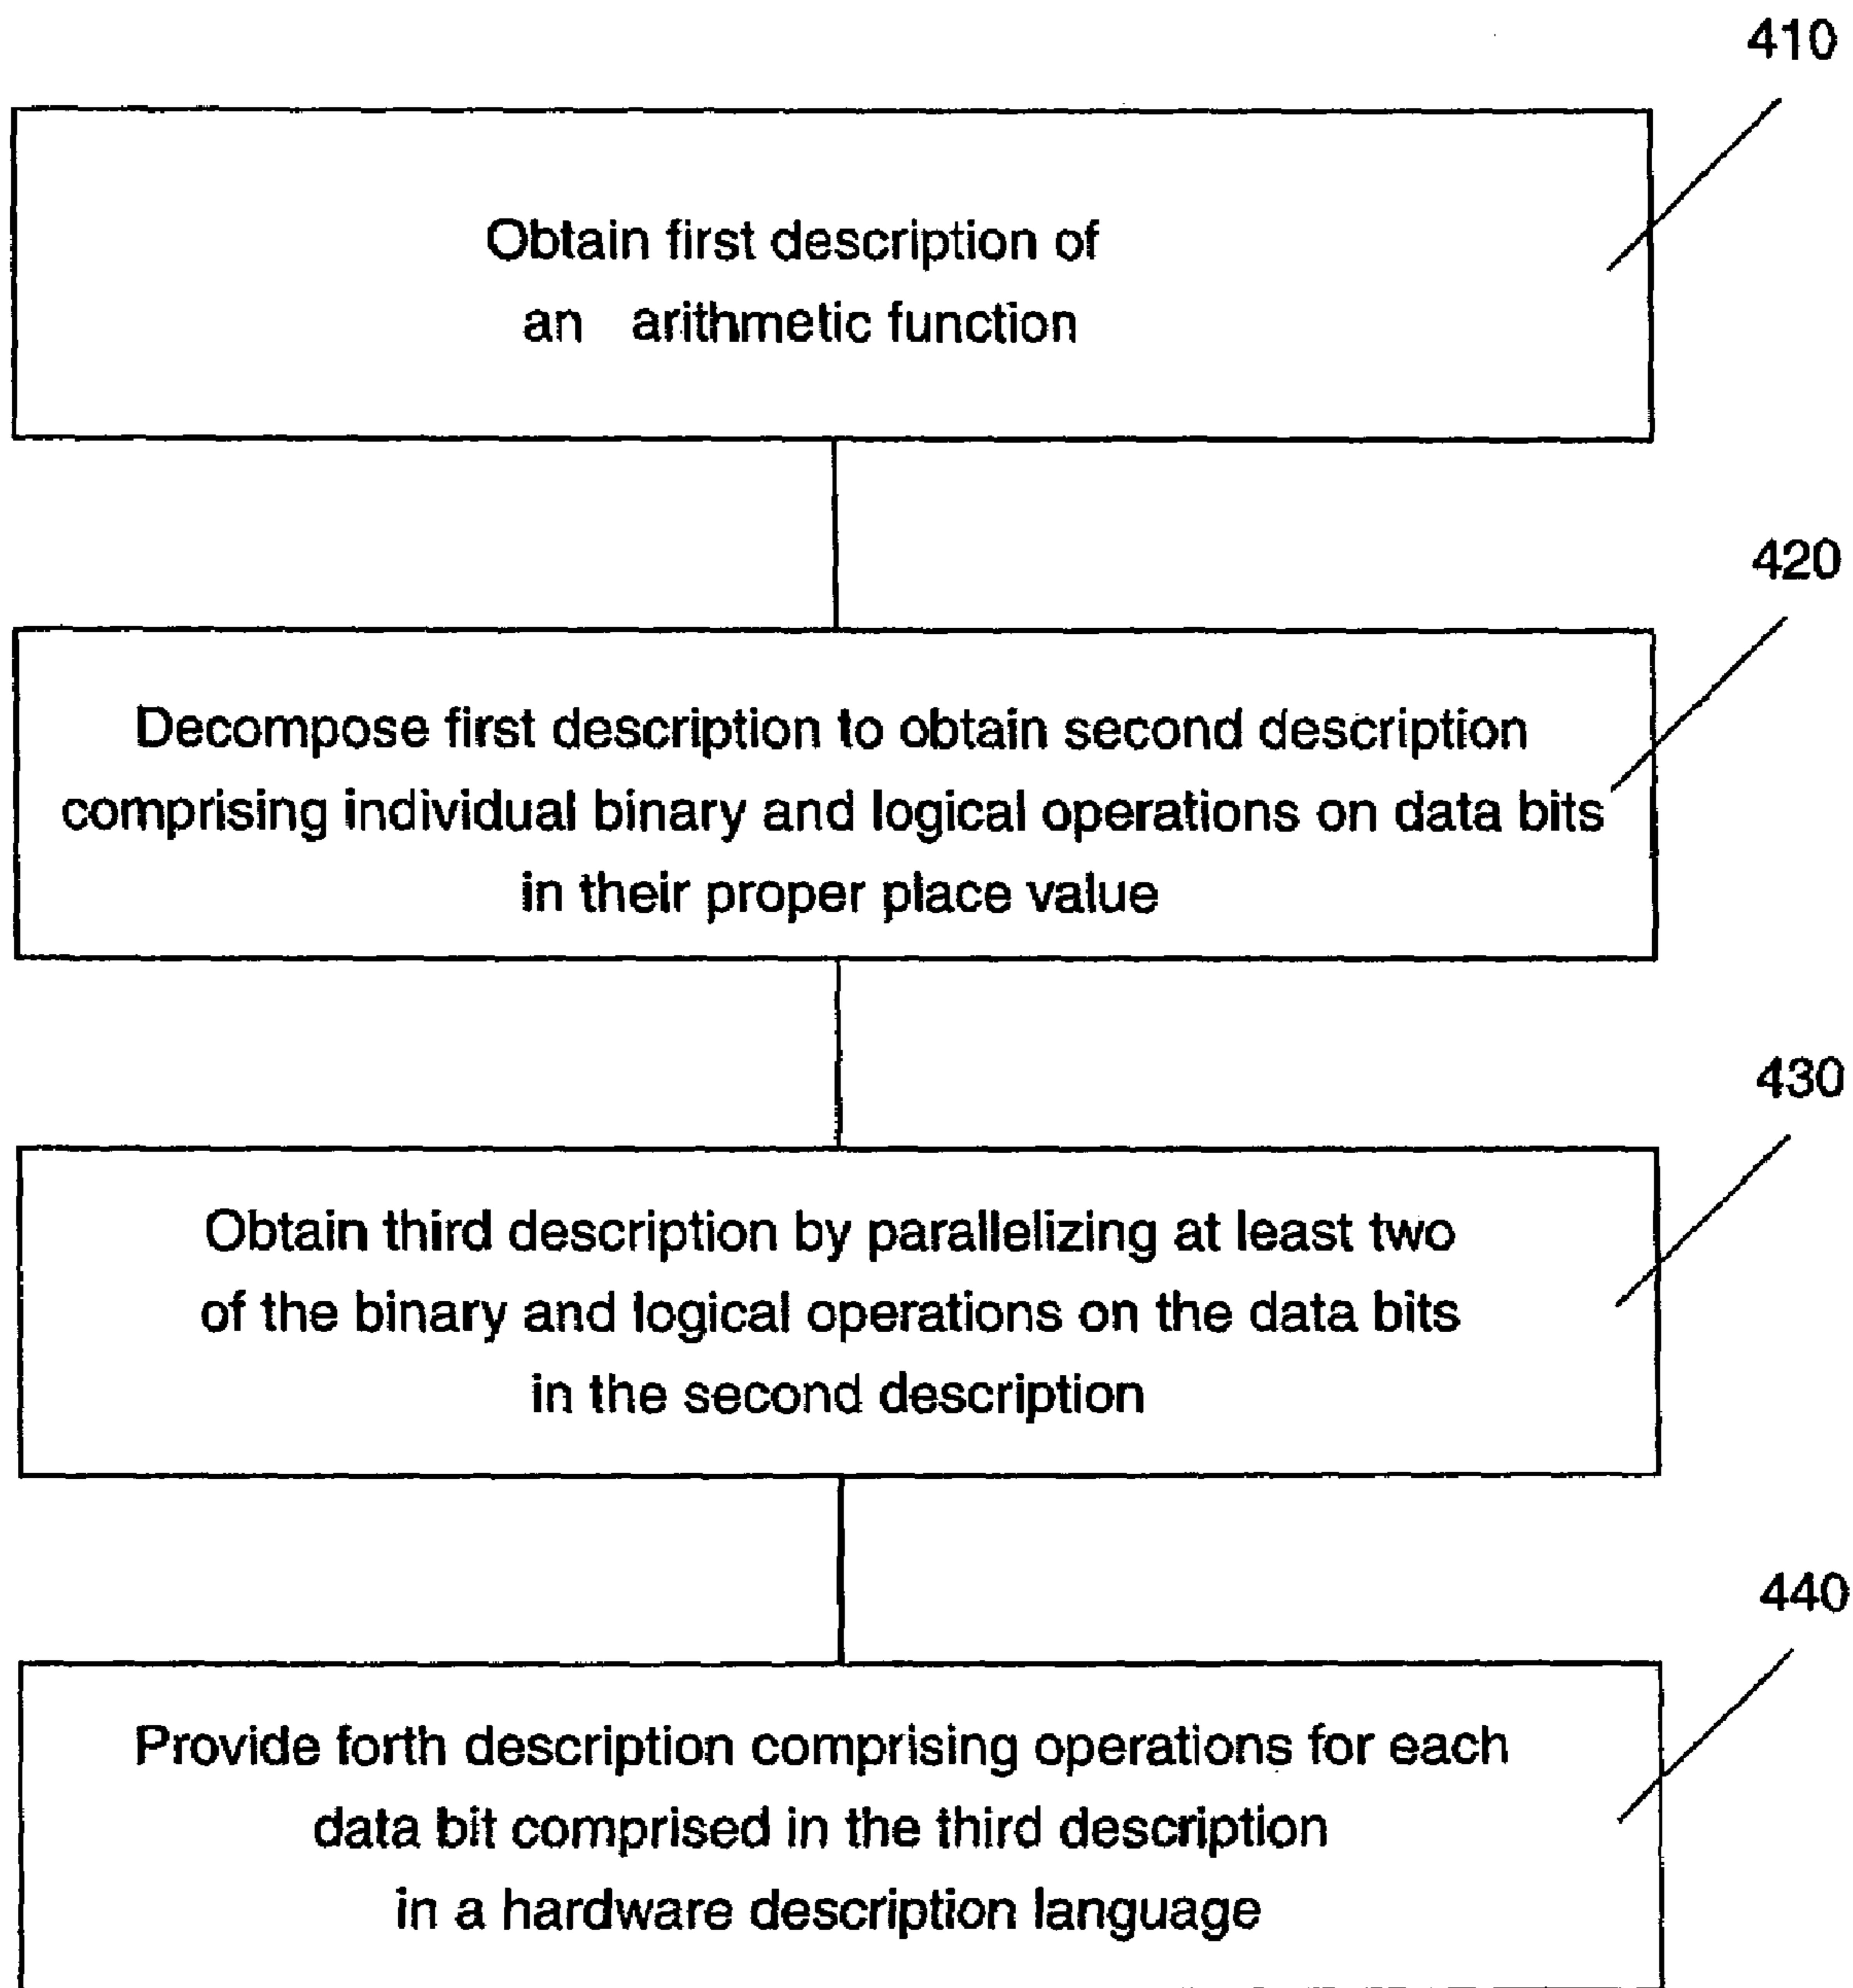 410
Obtain first description of
an arithmetic function
420
Decompose first description to obtain second description
comprising individual binary and logical operations on data bits
in their proper place value
430
Obtain third description by parallelizing at least two
of the binary and logical operations on the data bits
in the second description
440
Provide forth description comprising operations for each
data bit comprised in the third description
in a hardware description language